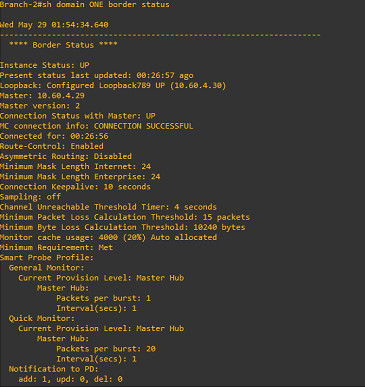 Branch-2#sh domain ONE border status
Wed May 29 01:54:34.640
--------------------------------------------------------------------
**** Border Status ****
Instance Status: UP
Present status last updated: 00:26:57 ago
Loopback: Configured Loopback789 UP (10.60.4.30)
Master: 10.60.4.29
Master version: 2
Connection Status with Master: UP
MC connection info: CONNECTION SUCCESSFUL
Connected for: 00:26:56
Route-Control: Enabled
Asymmetric Routing: Disabled
Minimum Mask Length Internet: 24
Minimum Mask Length Enterprise: 24
Connection Keepalive: 10 seconds
Sampling: off
Channel Unreachable Threshold Timer: 4 seconds
Minimum Packet Loss Calculation Threshold: 15 packets
Minimum Byte Loss Calculation Threshold: 10240 bytes
Monitor cache usage: 4000 (20%) Auto allocated
Minimum Requirement: Met
Smart Probe Profile:
General Monitor:
Current Provision Level: Master Hub
Master Hub:
Packets per burst: 1
Interval(secs): 1
Quick Monitor:
Current Provision Level: Master Hub
Master Hub:
Packets per burst: 20
Interval(secs): 1
Notification to PD:
add: 1, upd: 0, del: 0